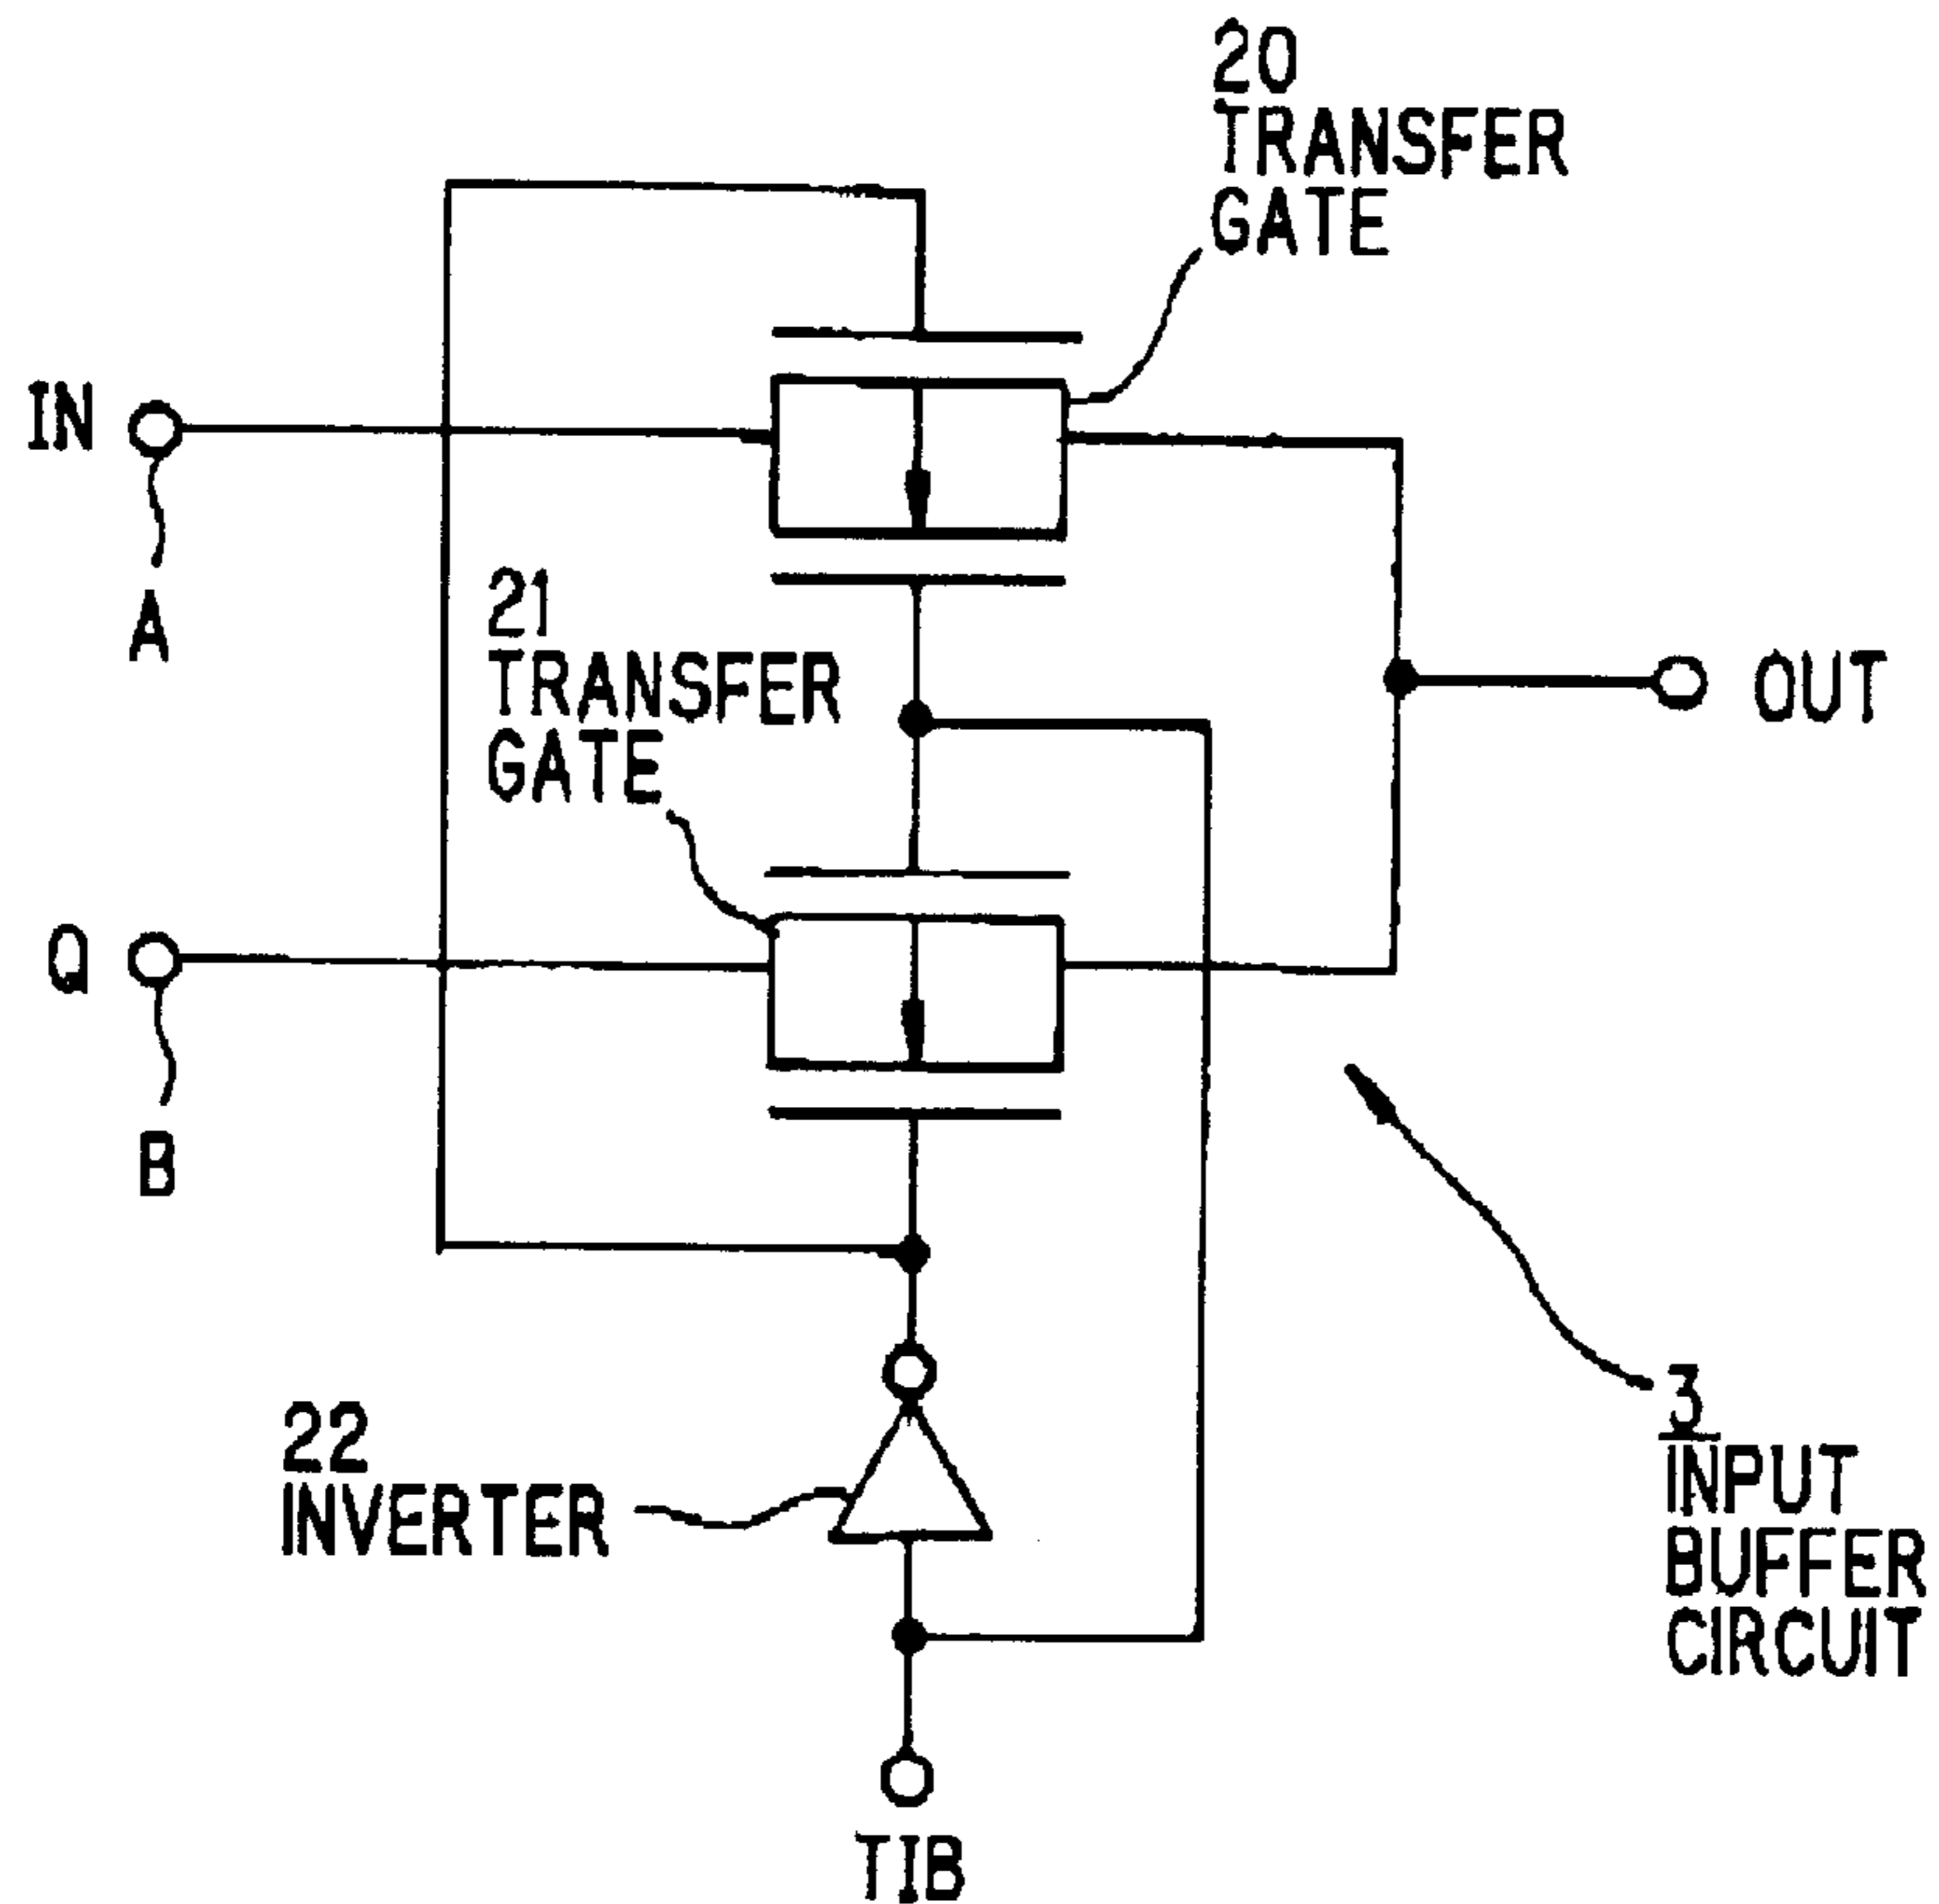 20
TRANSFER
GATE
IN
A
21
TRANSFER
GATE
OUT
Q
B
22
INVERTER
3
INPUT
BUFFER
CIRCUIT
TIB